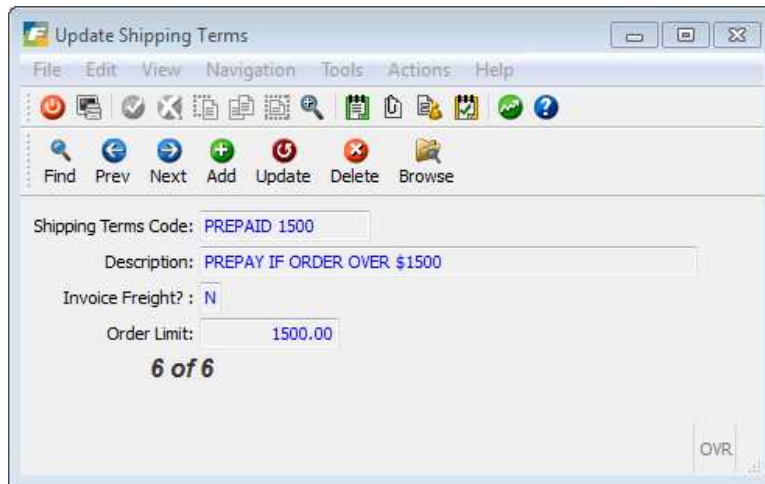 Update Shipping Terms
File Edit View Navigation Tools Actions Help
Find Prev Next Add Update Delete Browse
Shipping Terms Code: PREPAID 1500
Description: PREPAY IF ORDER OVER $1500
Invoice Freight? : N
Order Limit: 1500.00
6 of 6
OVR